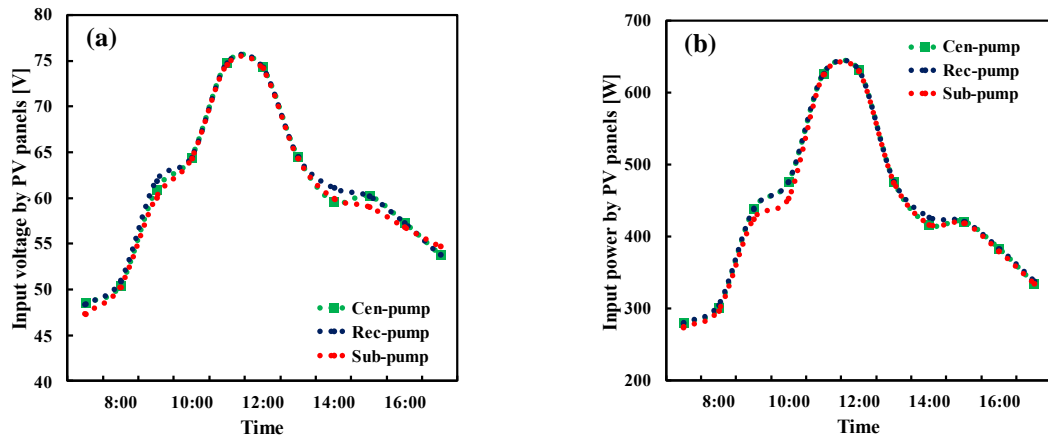 (a)
Input voltage by PV panels [V]
80
75
70
65
60
55
50
45
40
8:00 10:00 12:00 14:00 16:00
Time
Cen-pump
Rec-pump
Sub-pump
(b)
Input power by PV panels [W]
700
600
500
400
300
200
8:00 10:00 12:00 14:00 16:00
Time
Cen-pump
Rec-pump
Sub-pump